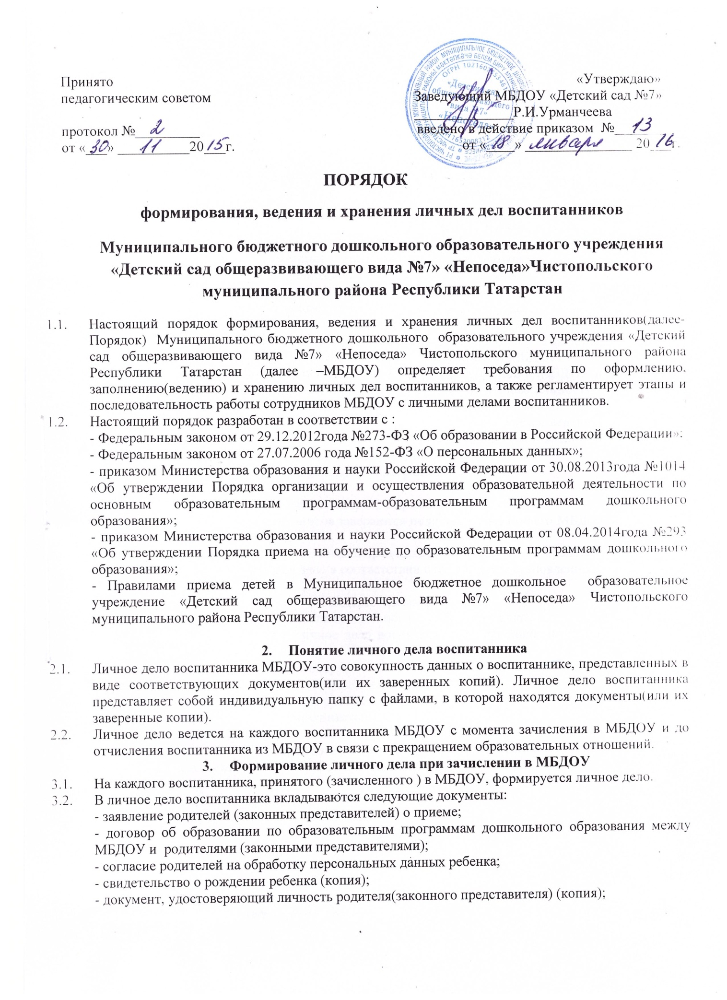 Принято
педагогическим советом
протокол № 2
от «30» 11 2015г.
«Утверждаю»
Заведующий МБДОУ «Детский сад №7»
Р.И.Урманчеева
введено в действие приказом № 13
от «18» января 2016г.
ПОРЯДОК
формирования, ведения и хранения личных дел воспитанников
Муниципального бюджетного дошкольного образовательного учреждения
«Детский сад общеразвивающего вида №7» «Непоседа»Чистопольского
муниципального района Республики Татарстан
1.1. Настоящий порядок формирования, ведения и хранения личных дел воспитанников(далее-
Порядок) Муниципального бюджетного дошкольного образовательного учреждения «Детский
сад общеразвивающего вида №7» «Непоседа» Чистопольского муниципального района
Республики Татарстан (далее –МБДОУ) определяет требования по оформлению,
заполнению(ведению) и хранению личных дел воспитанников, а также регламентирует этапы и
последовательность работы сотрудников МБДОУ с личными делами воспитанников.
1.2. Настоящий порядок разработан в соответствии с :
- Федеральным законом от 29.12.2012года №273-ФЗ «Об образовании в Российской Федерации»;
- Федеральным законом от 27.07.2006 года №152-ФЗ «О персональных данных»;
- приказом Министерства образования и науки Российской Федерации от 30.08.2013года №1014
«Об утверждении Порядка организации и осуществления образовательной деятельности по
основным образовательным программам-образовательным программам дошкольного
образования»;
- приказом Министерства образования и науки Российской Федерации от 08.04.2014года №293
«Об утверждении Порядка приема на обучение по образовательным программам дошкольного
образования»;
- Правилами приема детей в Муниципальное бюджетное дошкольное образовательное
учреждение «Детский сад общеразвивающего вида №7» «Непоседа» Чистопольского
муниципального района Республики Татарстан.
2. Понятие личного дела воспитанника
2.1. Личное дело воспитанника МБДОУ-это совокупность данных о воспитаннике, представленных в
виде соответствующих документов(или их заверенных копий). Личное дело воспитанника
представляет собой индивидуальную папку с файлами, в которой находятся документы(или их
заверенные копии).
2.2. Личное дело ведется на каждого воспитанника МБДОУ с момента зачисления в МБДОУ и до
отчисления воспитанника из МБДОУ в связи с прекращением образовательных отношений.
3. Формирование личного дела при зачислении в МБДОУ
3.1. На каждого воспитанника, принятого (зачисленного ) в МБДОУ, формируется личное дело.
3.2. В личное дело воспитанника вкладываются следующие документы:
- заявление родителей (законных представителей) о приеме;
- договор об образовании по образовательным программам дошкольного образования между
МБДОУ и родителями (законными представителями);
- согласие родителей на обработку персональных данных ребенка;
- свидетельство о рождении ребенка (копия);
- документ, удостоверяющий личность родителя(законного представителя) (копия);